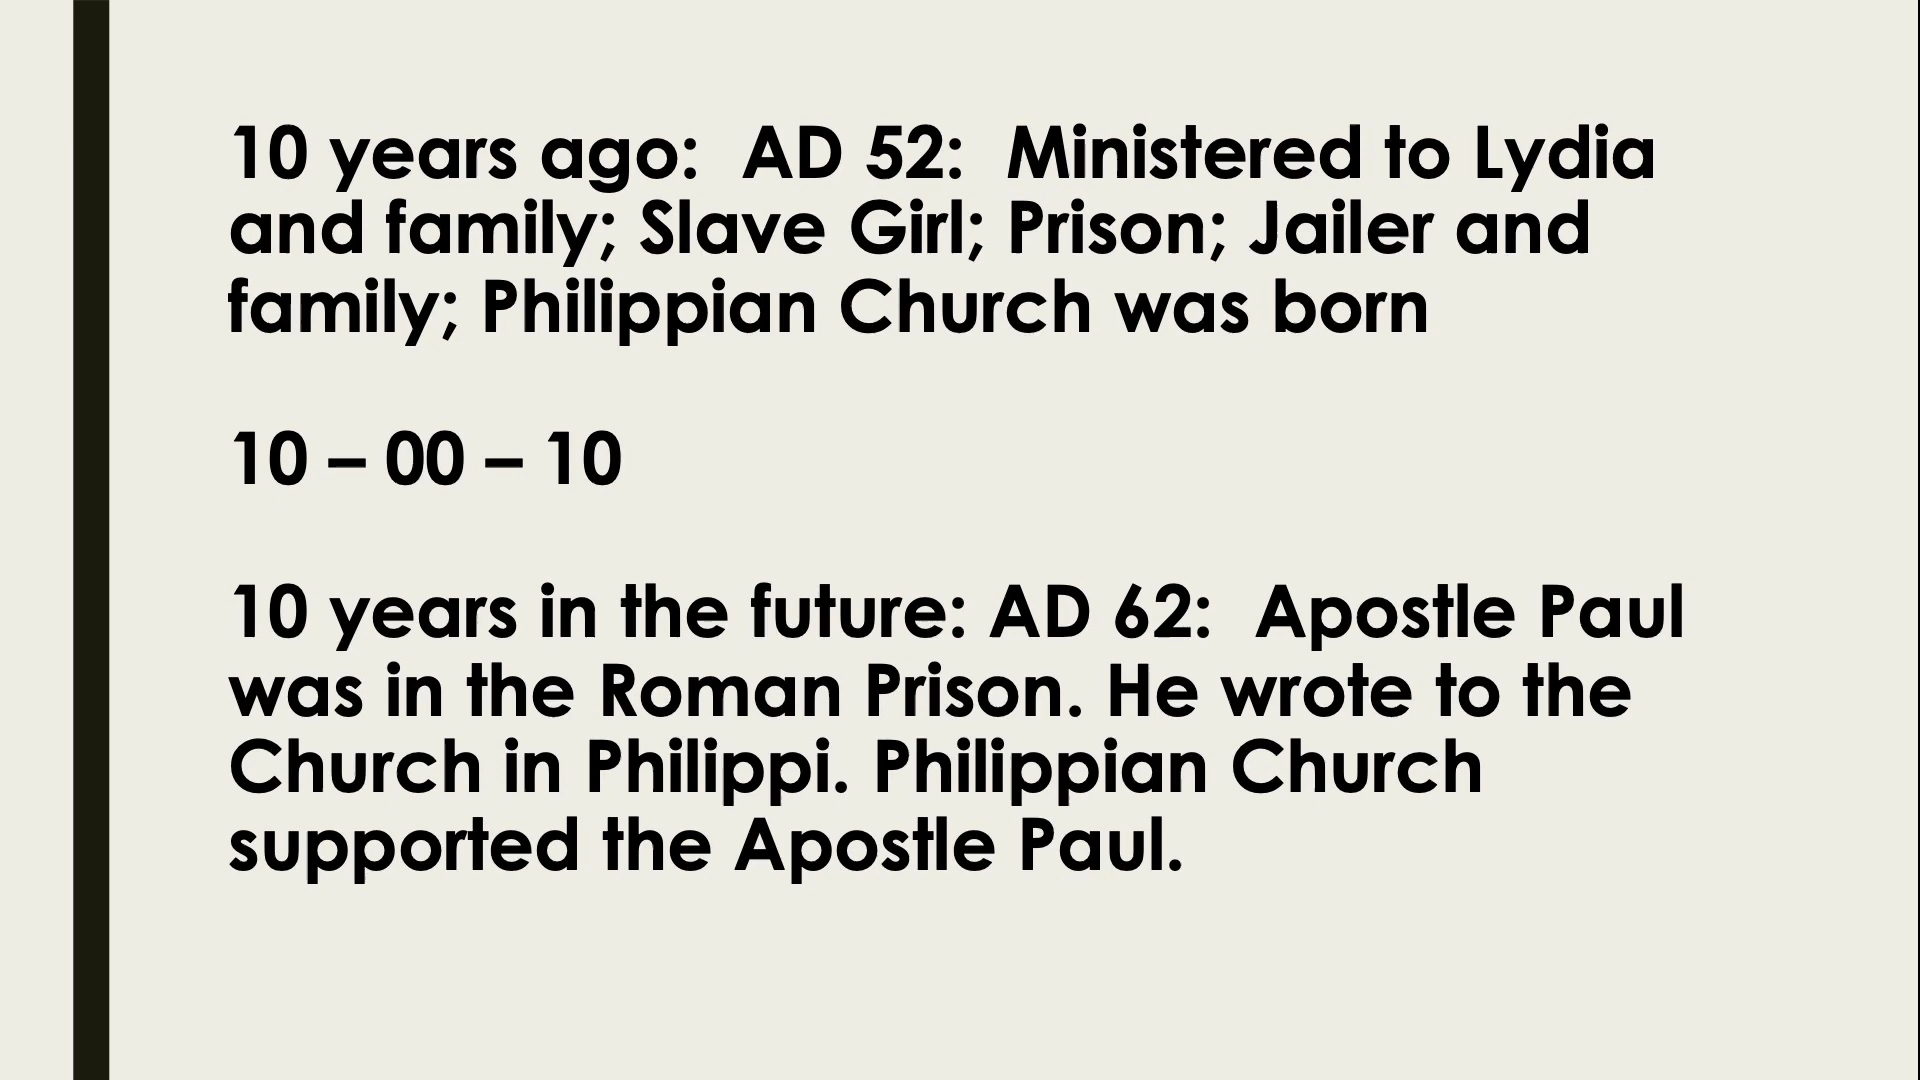 10 years ago:  AD 52:  Ministered to Lydia
and family; Slave Girl; Prison; Jailer and
family; Philippian Church was born
10 – 00 – 10
10 years in the future: AD 62:  Apostle Paul
was in the Roman Prison. He wrote to the
Church in Philippi. Philippian Church
supported the Apostle Paul.